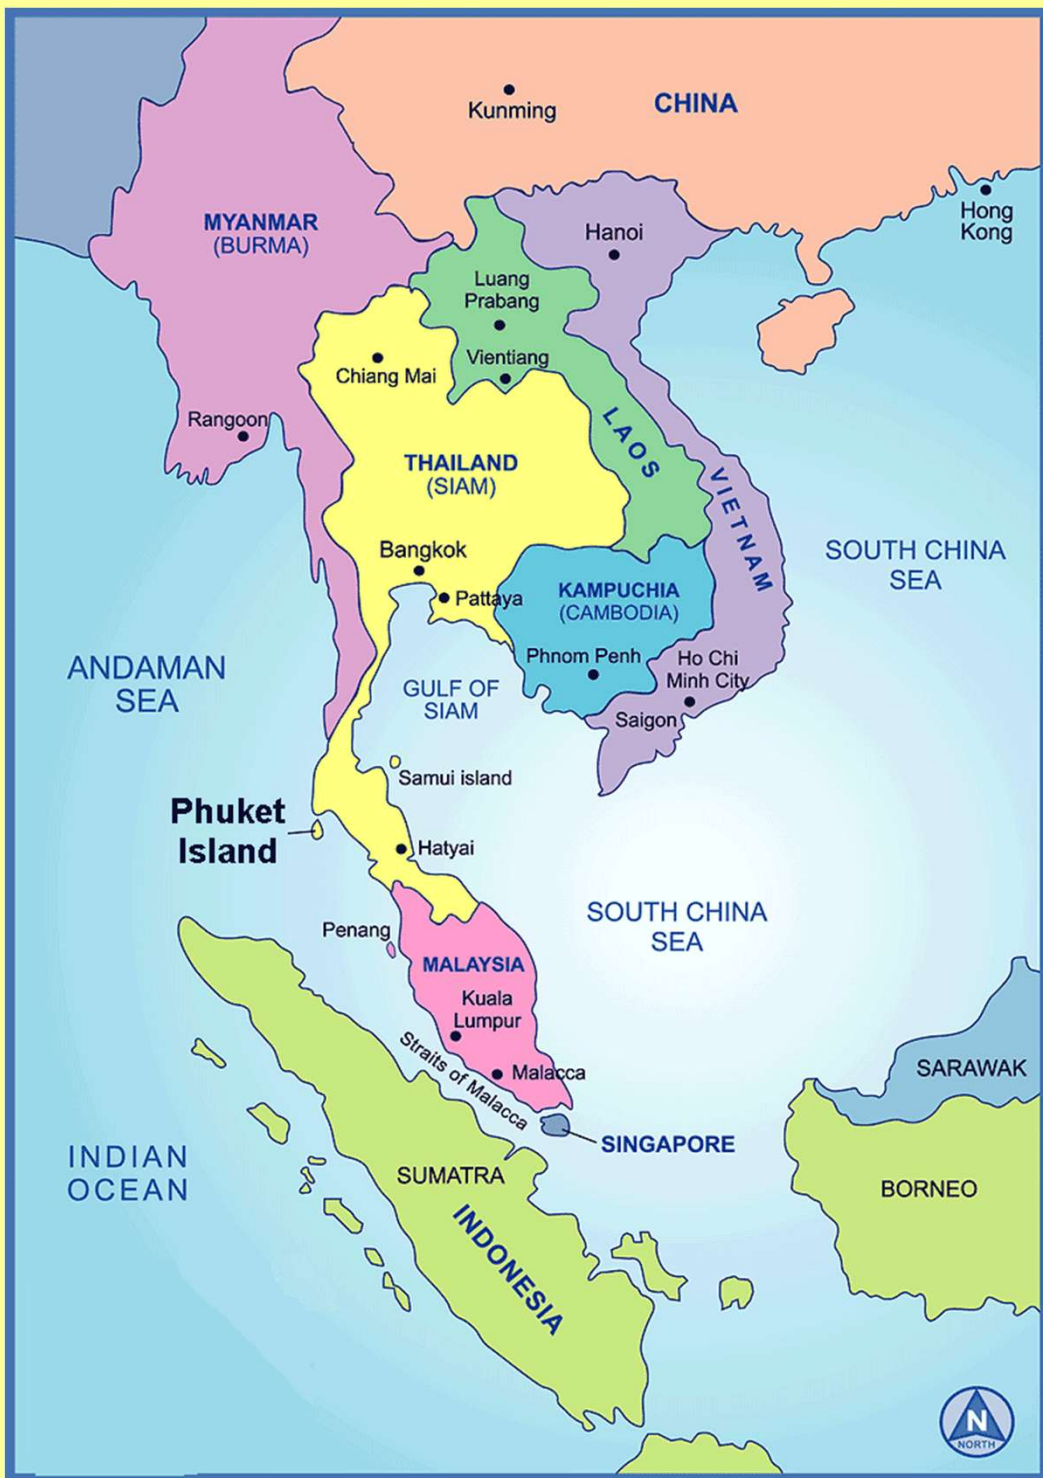 Kunming
CHINA
MYANMAR
(BURMA)
Hong
Kong
Hanoi
Luang
Prabang
Chiang Mai
Vientiang
Rangoon
LAOS
THAILAND
(SIAM)
VIETNAM
Bangkok
SOUTH CHINA
SEA
Pattaya
KAMPUCHIA
(CAMBODIA)
ANDAMAN
SEA
Phnom Penh
Ho Chi
Minh City
GULF OF
SIAM
Saigon
Samui island
Phuket
Island
Hatyai
SOUTH CHINA
SEA
Penang
MALAYSIA
Kuala
Lumpur
Straits of Malacca
Malacca
SARAWAK
SINGAPORE
INDIAN
OCEAN
SUMATRA
BORNEO
INDONESIA
N
NORTH